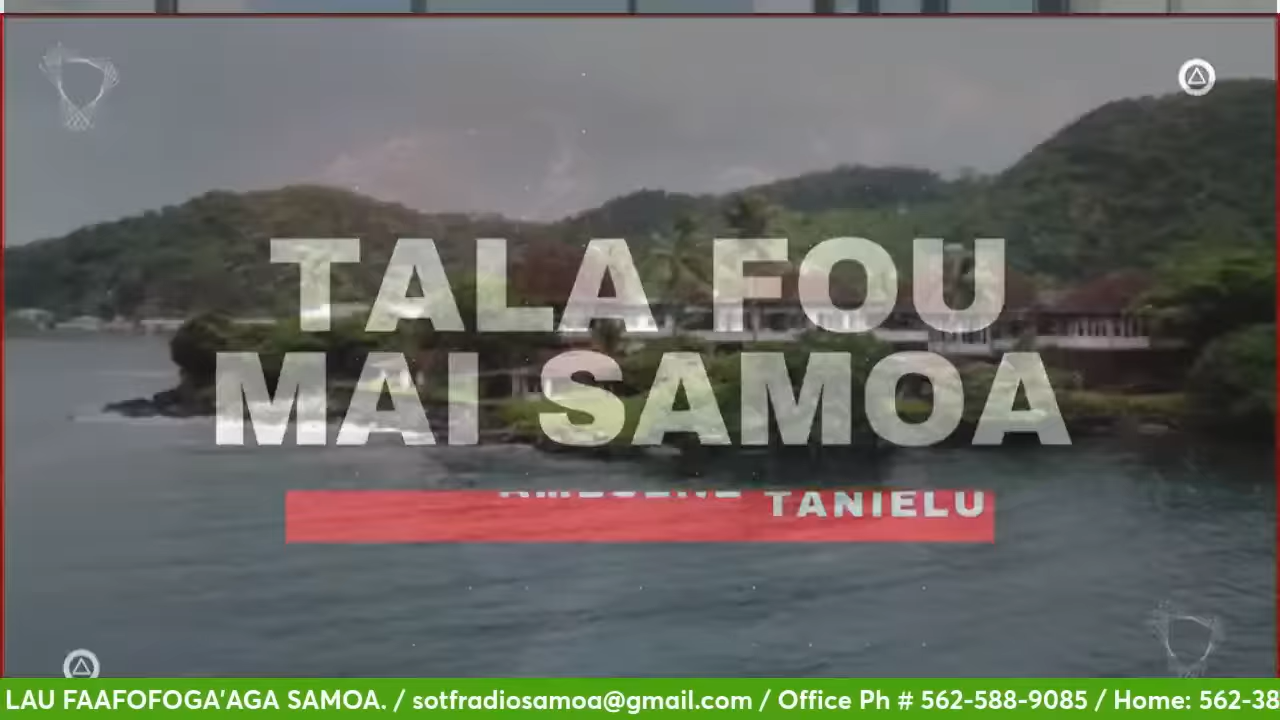 TALA FOU
MAI SAMOA
TANIELU
LAU FAAFOFOGA'AGA SAMOA. / sotfradiosamoa@gmail.com / Office Ph # 562-588-9085 / Home: 562-38